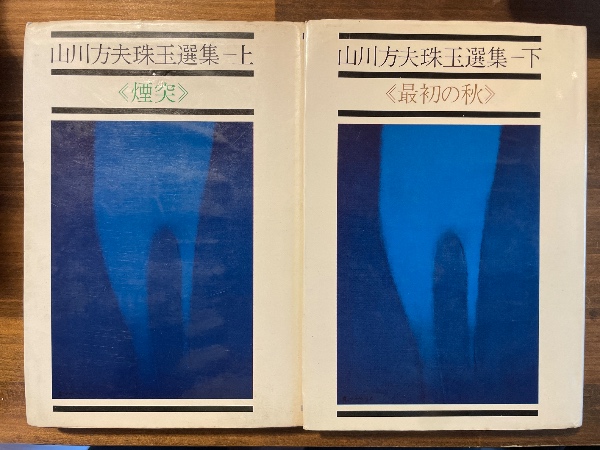 山川方夫珠玉選集―上
《煙突》
山川方夫珠玉選集―下
《最初の秋》